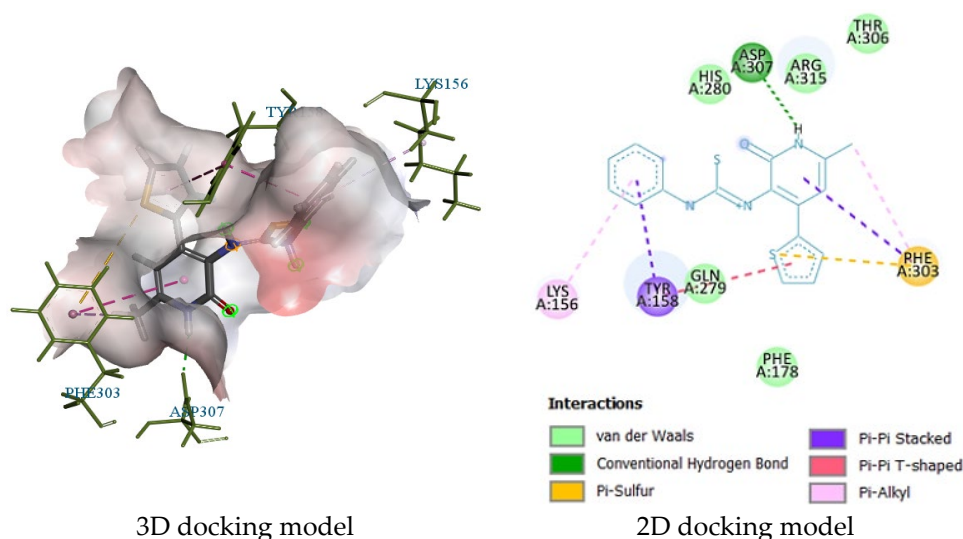 LYS156
TY
PHE303
ASP307
THR
A:306
ASP
A:307
ARG
A:315
HIS
A:280
H
N
O
S
N
N
S
PHE
A:303
GLN
A:279
TYR
A:158
LYS
A:156
PHE
A:178
Interactions
van der Waals
Conventional Hydrogen Bond
Pi-Sulfur
Pi-Pi Stacked
Pi-Pi T-shaped
Pi-Alkyl
3D docking model
2D docking model